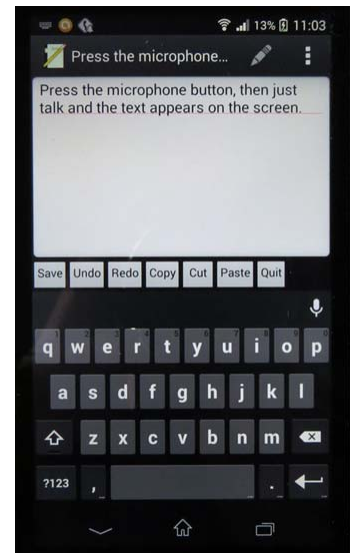 13% 11:03
Press the microphone...
Press the microphone button, then just
talk and the text appears on the screen.
Save Undo Redo Copy Cut Paste Quit
q w e r t y u i o p
a s d f g h j k l
z x c v b n m
?123 , .